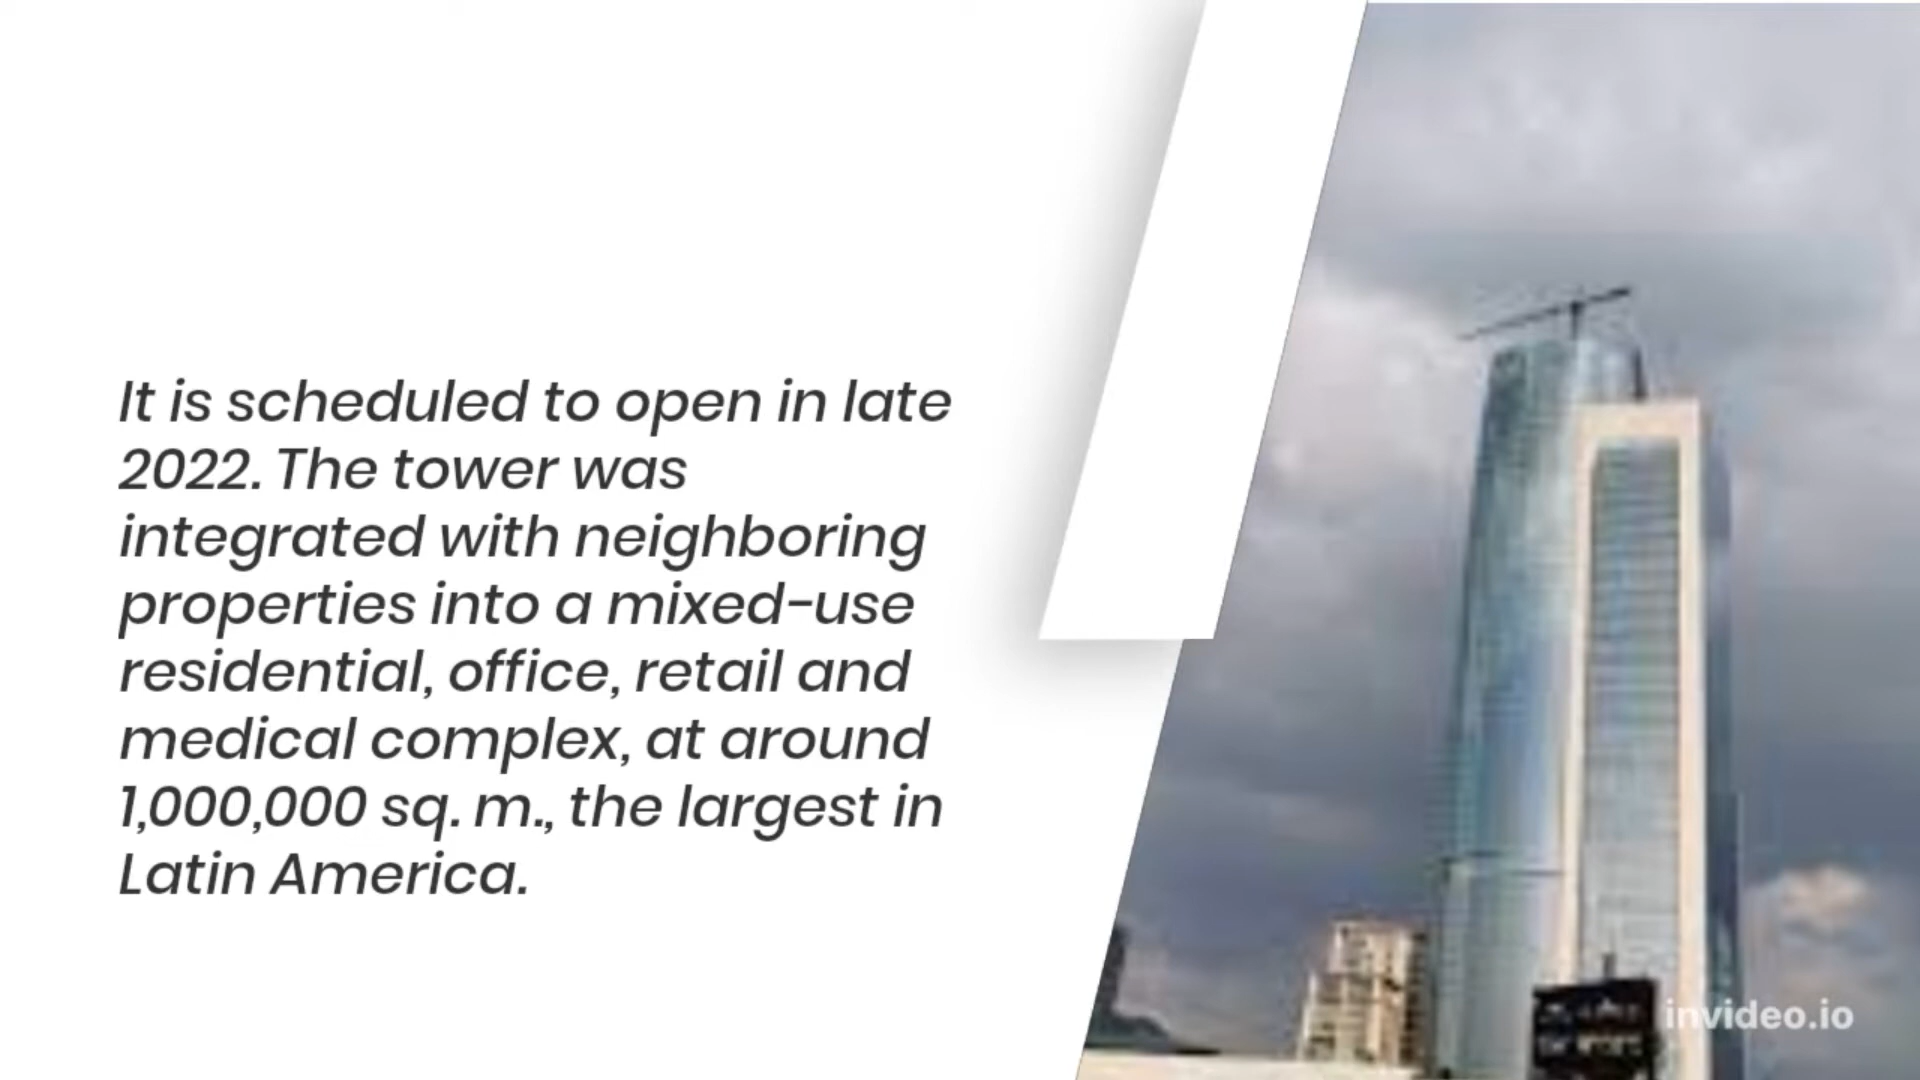 It is scheduled to open in late
2022. The tower was
integrated with neighboring
properties into a mixed-use
residential, office, retail and
medical complex, at around
1,000,000 sq. m., the largest in
Latin America.
invideo.io